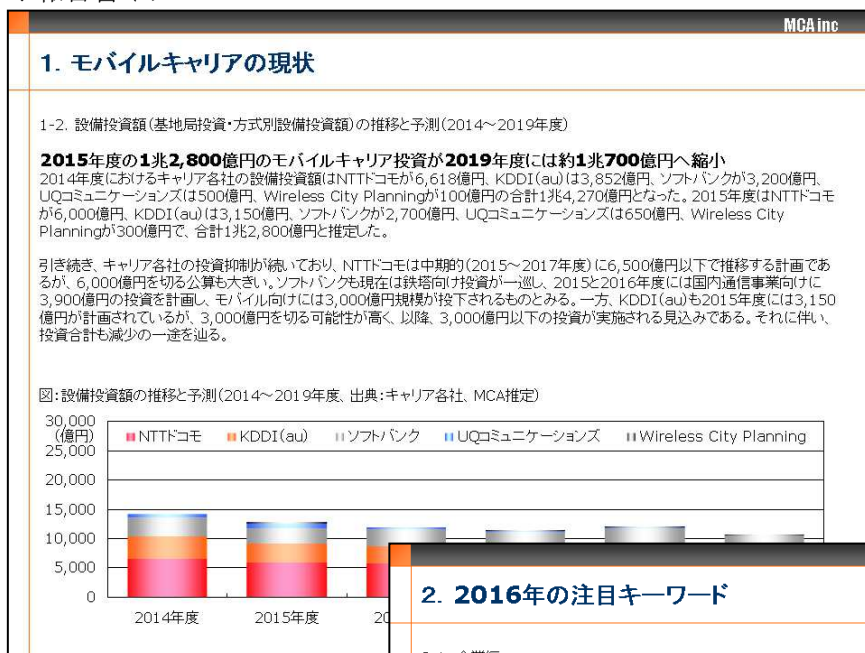 MCA inc
1. モバイルキャリアの現状
1-2. 設備投資額(基地局投資・方式別設備投資額)の推移と予測(2014～2019年度)
2015年度の1兆2,800億円のモバイルキャリア投資が2019年度には約1兆700億円へ縮小
2014年度におけるキャリア各社の設備投資額はNTTドコモが6,618億円、KDDI(au)は3,852億円、ソフトバンクが3,200億円、
UQコミュニケーションズは500億円、Wireless City Planningが100億円の合計1兆4,270億円となった。2015年度はNTTドコモ
が6,000億円、KDDI(au)は3,150億円、ソフトバンクが2,700億円、UQコミュニケーションズは650億円、Wireless City
Planningが300億円で、合計1兆2,800億円と推定した。
引き続き、キャリア各社の投資抑制が続いており、NTTドコモは中期的(2015～2017年度)に6,500億円以下で推移する計画であ
るが、6,000億円を切る公算も大きい。ソフトバンクも現在は鉄塔向け投資が一巡し、2015と2016年度には国内通信事業向けに
3,900億円の投資を計画し、モバイル向けには3,000億円規模が投下されるものとみる。一方、KDDI(au)も2015年度には3,150
億円が計画されているが、3,000億円を切る可能性が高く、以降、3,000億円以下の投資が実施される見込みである。それに伴い、
投資合計も減少の一途を辿る。
図:設備投資額の推移と予測(2014～2019年度、出典:キャリア各社、MCA推定)
30,000
(億円)
NTTドコモ KDDI(au) ソフトバンク UQコミュニケーションズ Wireless City Planning
25,000
20,000
15,000
10,000
5,000
0
2014年度 2015年度 20
2. 2016年の注目キーワード